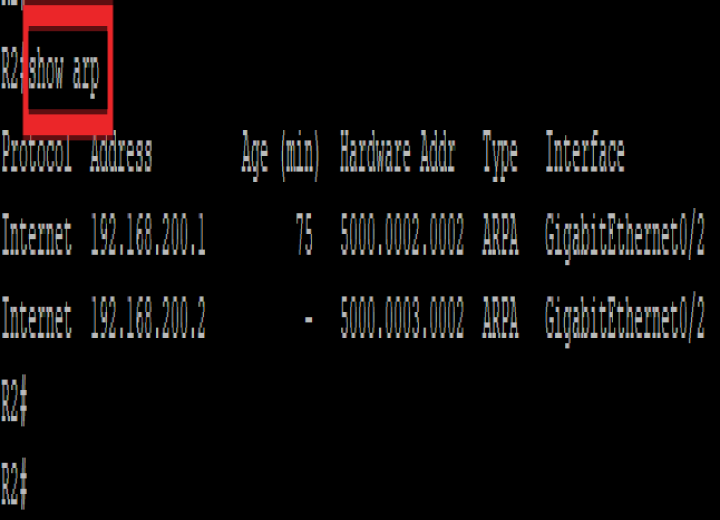 R2#show arp
Protocol  Address          Age (min)  Hardware Addr   Type   Interface
Internet  192.168.200.1           75   5000.0002.0002  ARPA   GigabitEthernet0/2
Internet  192.168.200.2            -   5000.0003.0002  ARPA   GigabitEthernet0/2
R2#
R2#